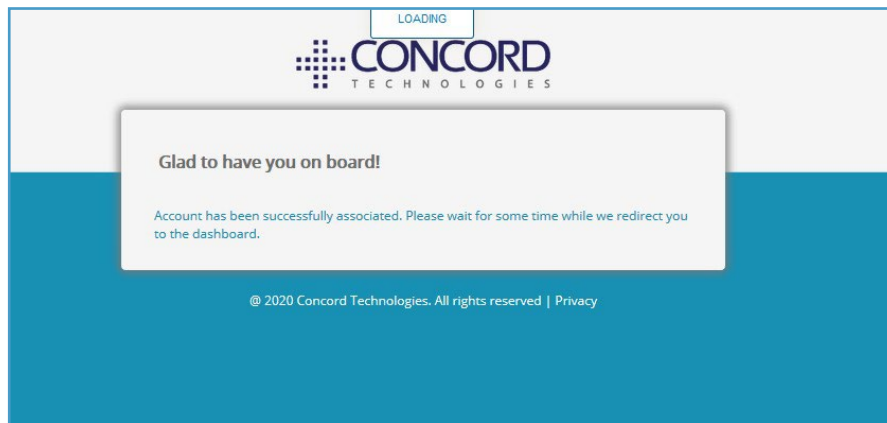 LOADING
CONCORD
TECHNOLOGIES
Glad to have you on board!
Account has been successfully associated. Please wait for some time while we redirect you
to the dashboard.
@ 2020 Concord Technologies. All rights reserved | Privacy